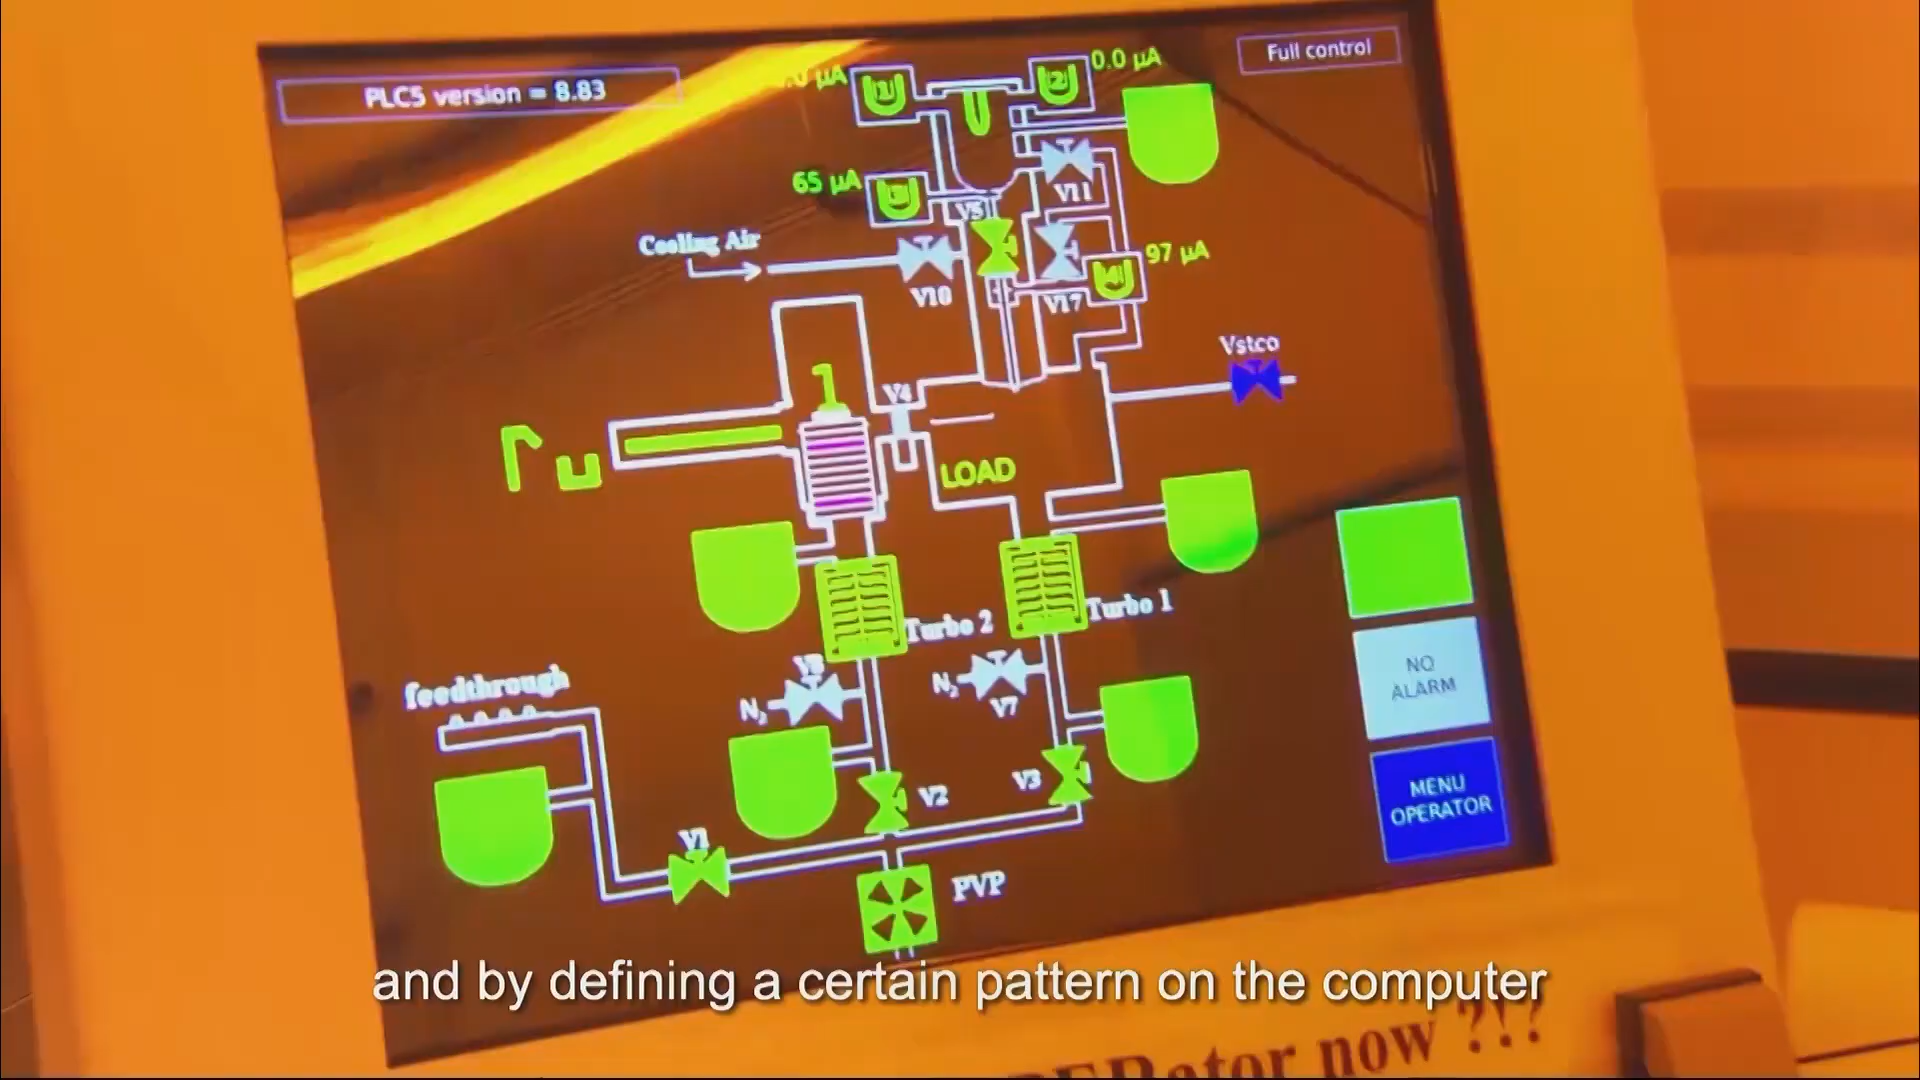 PLC5 version = 8.83
Full control
0.0 µA
65 µA
V5
V11
Cooling Air
V10
V17
97 µA
Vstco
1
V4
LOAD
Turbo 2
Turbo 1
feedthrough
N2
N2
V7
NO
ALARM
V2
V3
MENU
OPERATOR
V1
PVP
and by defining a certain pattern on the computer
now ?!?